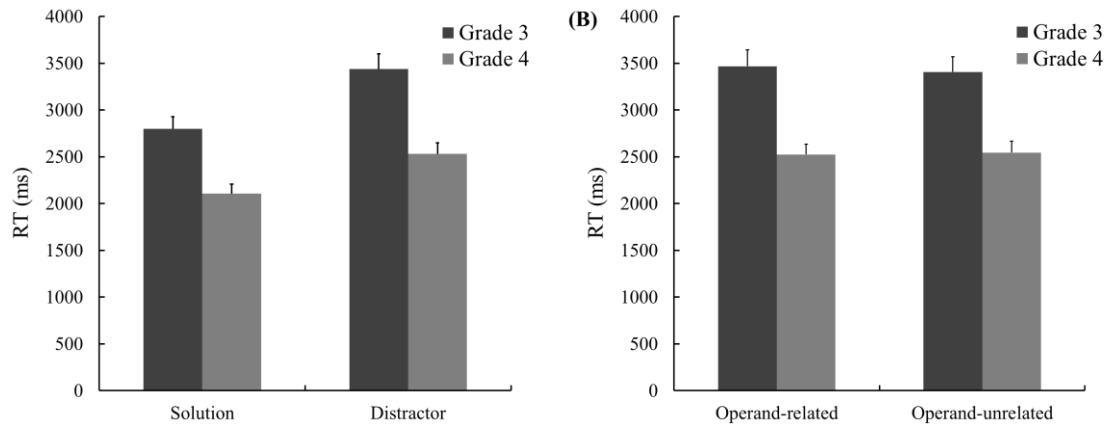 4000
3500
3000
2500
2000
1500
1000
500
0
RT (ms)
Grade 3
Grade 4
Solution
Distractor
(B)
4000
3500
3000
2500
2000
1500
1000
500
0
RT (ms)
Grade 3
Grade 4
Operand-related
Operand-unrelated